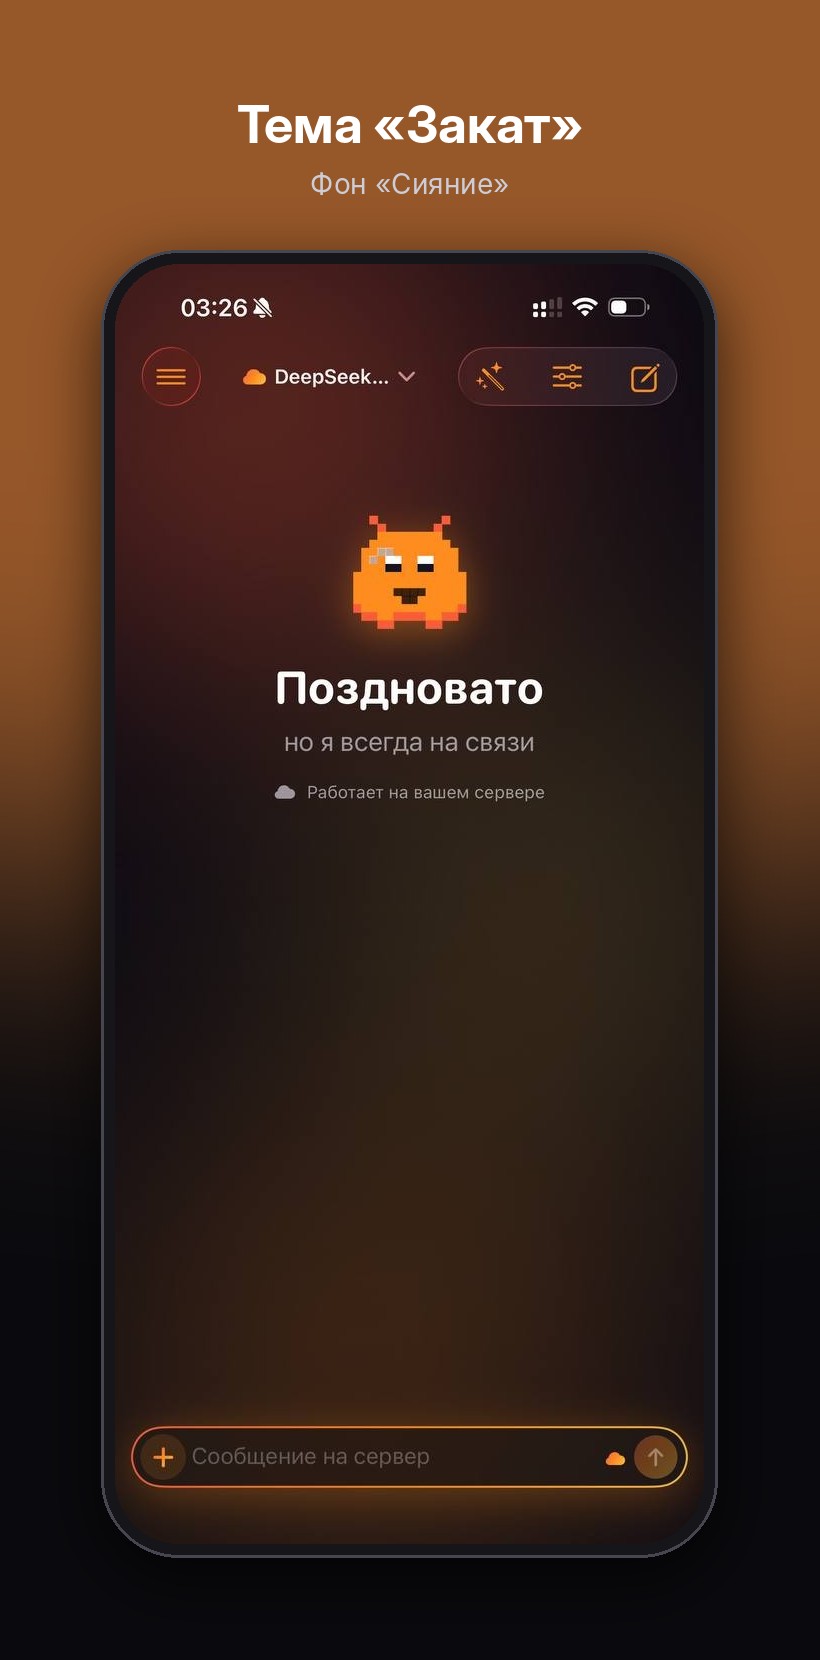 Тема «Закат»
Фон «Сияние»
03:26
DeepSeek...
Поздновато
но я всегда на связи
Работает на вашем сервере
Сообщение на сервер